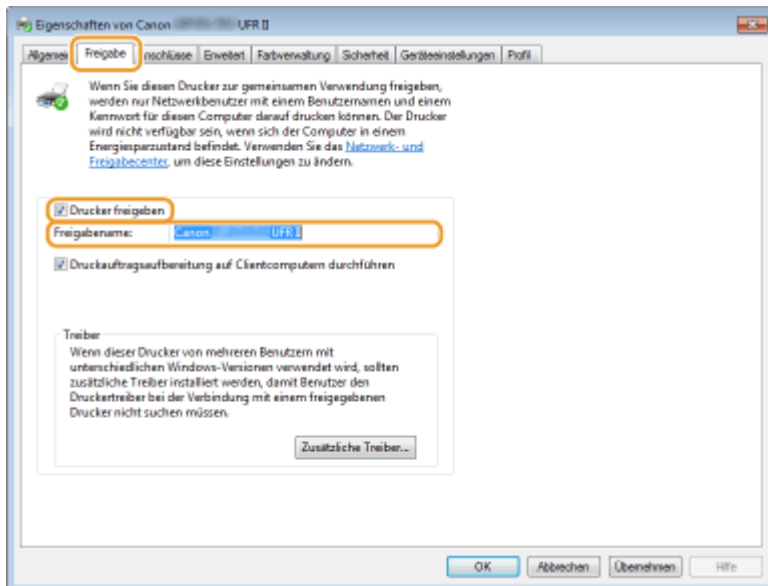 Eigenschaften von Canon UFR II
Allgemein Freigabe Anschlüsse Erweitert Farbverwaltung Sicherheit Geräteeinstellungen Profil
Wenn Sie diesen Drucker zur gemeinsamen Verwendung freigeben,
werden nur Netzwerkbenutzer mit einem Benutzernamen und einem
Kennwort für diesen Computer darauf drucken können. Der Drucker
wird nicht verfügbar sein, wenn sich der Computer in einem
Energiesparzustand befindet. Verwenden Sie das Netzwerk- und
Freigabecenter, um diese Einstellungen zu ändern.
Drucker freigeben
Freigabename: Canon UFR II
Druckauftragsaufbereitung auf Clientcomputern durchführen
Treiber
Wenn dieser Drucker von mehreren Benutzern mit
unterschiedlichen Windows-Versionen verwendet wird, sollten
zusätzliche Treiber installiert werden, damit Benutzer den
Druckertreiber bei der Verbindung mit einem freigegebenen
Drucker nicht suchen müssen.
Zusätzliche Treiber...
OK Abbrechen Übernehmen Hilfe